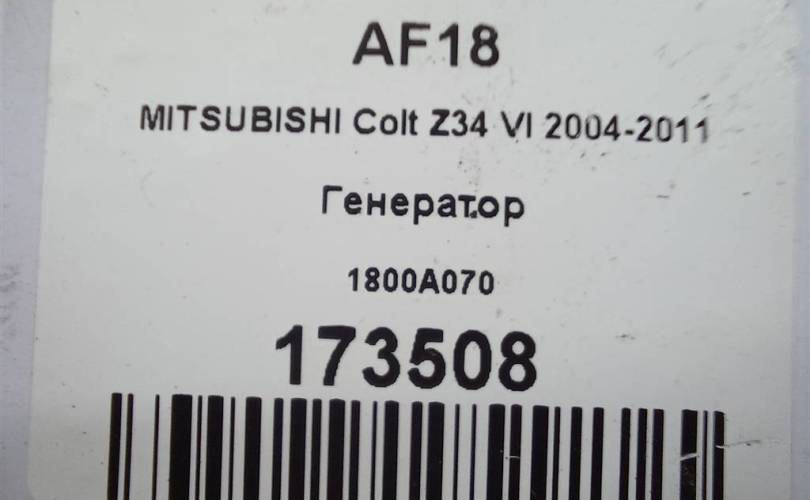 AF18
MITSUBISHI Colt Z34 VI 2004-2011
Генератор
1800A070
173508